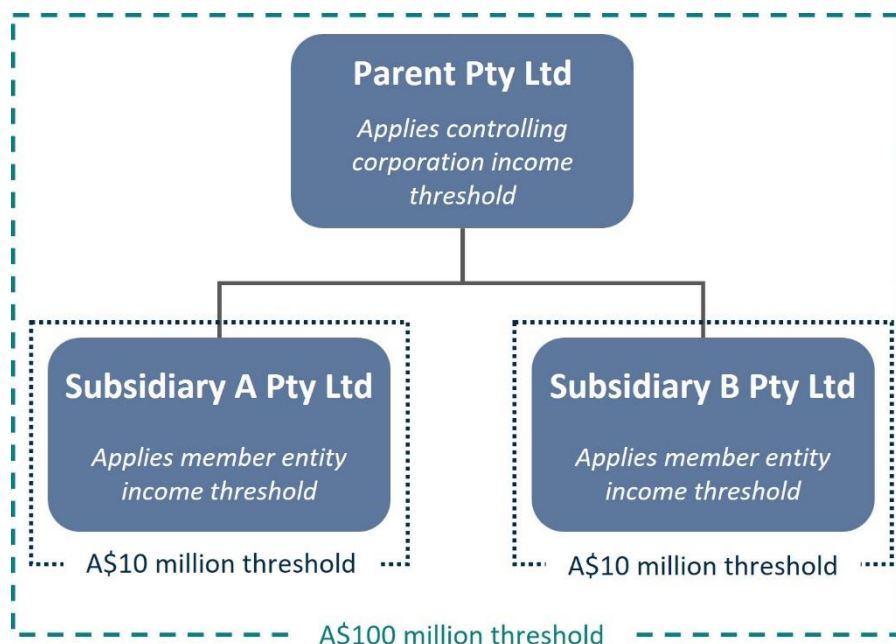 Parent Pty Ltd
Applies controlling
corporation income
threshold
Subsidiary A Pty Ltd
Applies member entity
income threshold
A$10 million threshold
Subsidiary B Pty Ltd
Applies member entity
income threshold
A$10 million threshold
A$100 million threshold